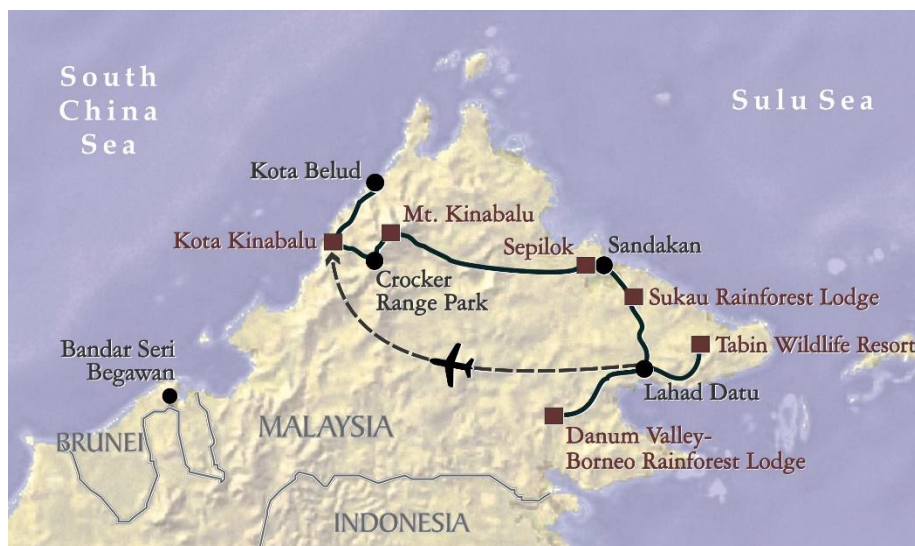 South
China
Sea
Sulu Sea
Kota Belud
Mt. Kinabalu
Kota Kinabalu
Sepilok
Sandakan
Crocker
Range Park
Sukau Rainforest Lodge
Bandar Seri
Begawan
Tabin Wildlife Resort
Lahad Datu
BRUNEI
MALAYSIA
Danum Valley-
Borneo Rainforest Lodge
INDONESIA